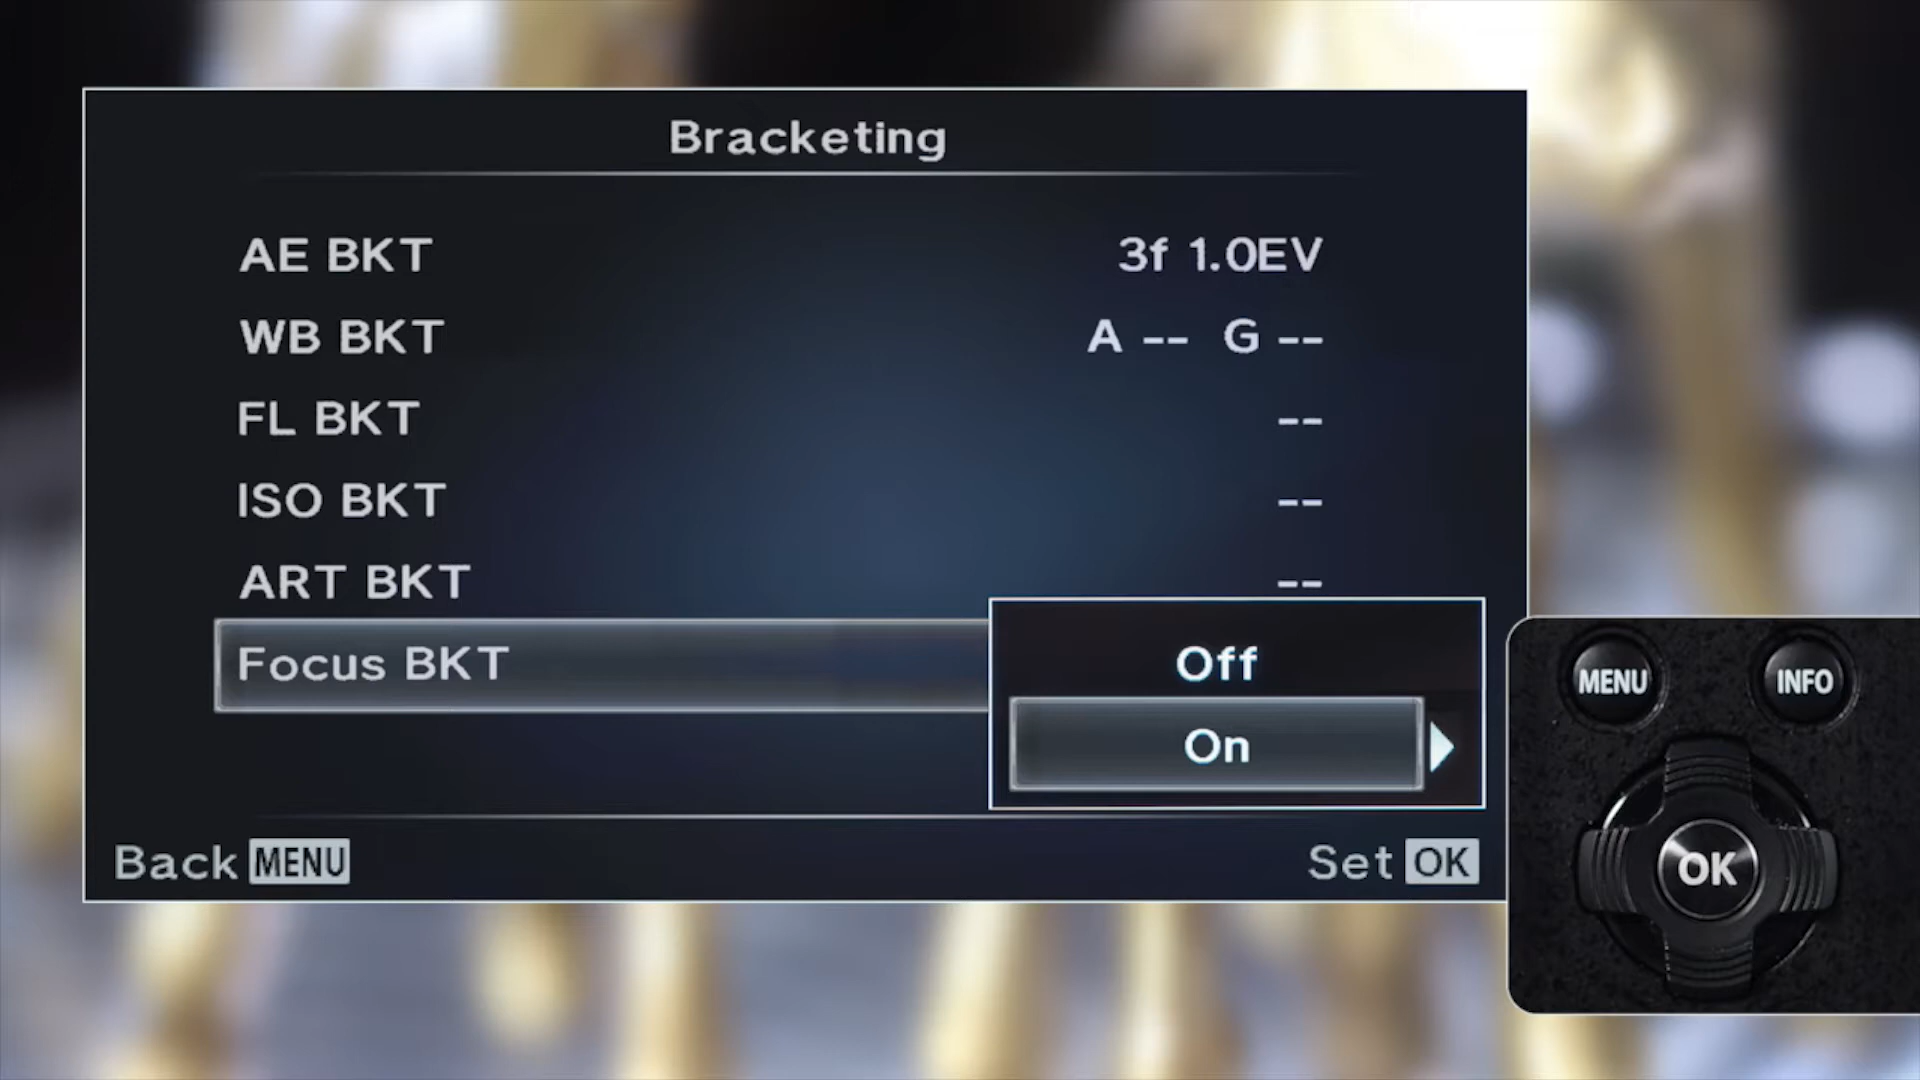 Bracketing
AE BKT 3f 1.0EV
WB BKT A -- G --
FL BKT --
ISO BKT --
ART BKT --
Focus BKT Off
On
Back MENU Set OK
MENU INFO
OK